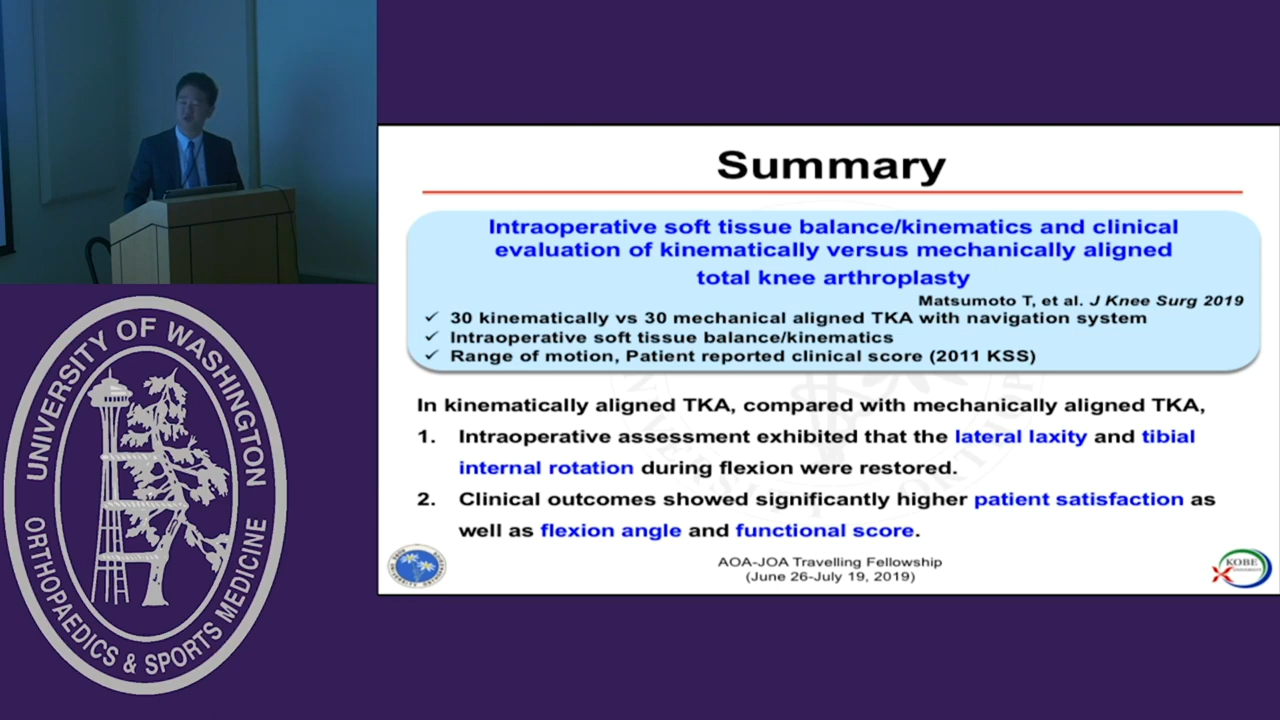 Summary
Intraoperative soft tissue balance/kinematics and clinical
evaluation of kinematically versus mechanically aligned
total knee arthroplasty
Matsumoto T, et al. J Knee Surg 2019
✓ 30 kinematically vs 30 mechanical aligned TKA with navigation system
✓ Intraoperative soft tissue balance/kinematics
✓ Range of motion, Patient reported clinical score (2011 KSS)
In kinematically aligned TKA, compared with mechanically aligned TKA,
1. Intraoperative assessment exhibited that the lateral laxity and tibial
internal rotation during flexion were restored.
2. Clinical outcomes showed significantly higher patient satisfaction as
well as flexion angle and functional score.
AOA-JOA Travelling Fellowship
(June 26-July 19, 2019)
KOBE
UNIVERSITY OF WASHINGTON
ORTHOPAEDICS & SPORTS MEDICINE